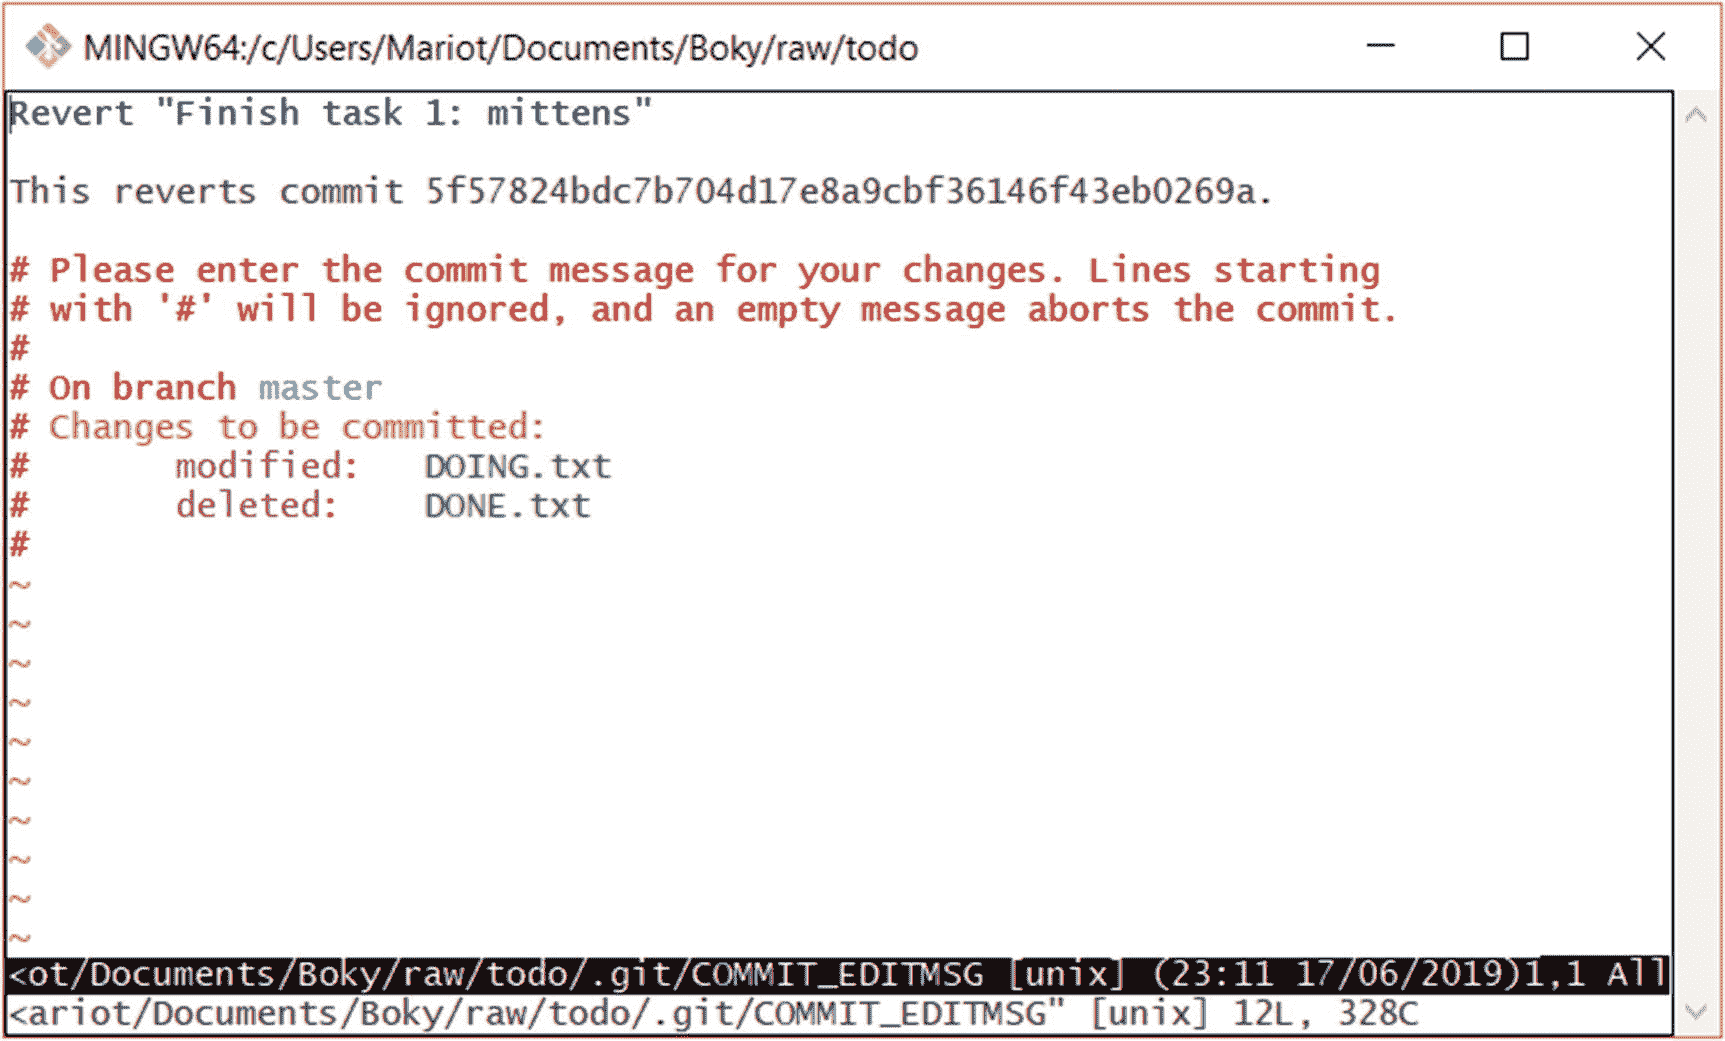 MINGW64:/c/Users/Mariot/Documents/Boky/raw/todo
Revert "Finish task 1: mittens"
This reverts commit 5f57824bdc7b704d17e8a9cbf36146f43eb0269a.
# Please enter the commit message for your changes. Lines starting
# with '#' will be ignored, and an empty message aborts the commit.
#
# On branch master
# Changes to be committed:
#       modified:   DOING.txt
#       deleted:    DONE.txt
#
~
~
~
~
~
~
~
~
~
~
<ot/Documents/Boky/raw/todo/.git/COMMIT_EDITMSG [unix] (23:11 17/06/2019)1,1 All
<ariot/Documents/Boky/raw/todo/.git/COMMIT_EDITMSG" [unix] 12L, 328C